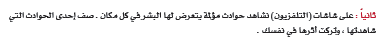 ثانياً : على شاشات (التلفزيون) نشاهد حوادث مؤلمة يتعرض لها البشر في كل مكان . صف إحدى الحوادث التي
شاهدتها ، وتركت أثرها في نفسك .